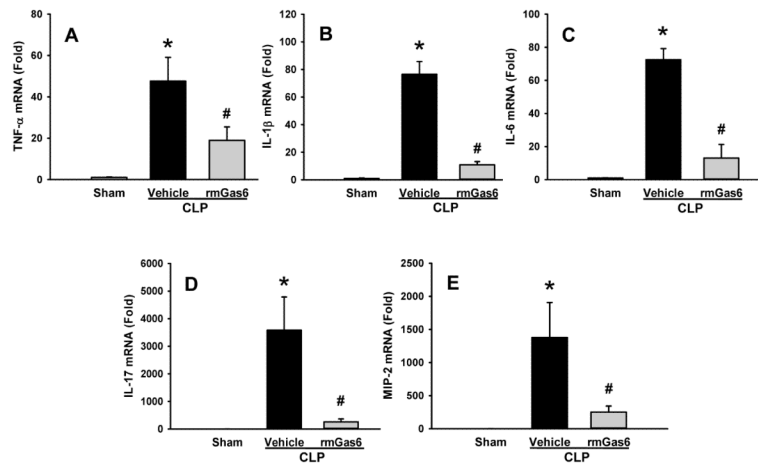 A
TNF-α mRNA (Fold)
80
60
40
20
0
*
#
Sham Vehicle rmGas6
CLP
B
IL-1β mRNA (Fold)
120
100
80
60
40
20
0
*
#
Sham Vehicle rmGas6
CLP
C
IL-6 mRNA (Fold)
100
80
60
40
20
0
*
#
Sham Vehicle rmGas6
CLP
D
IL-17 mRNA (Fold)
6000
5000
4000
3000
2000
1000
0
*
#
Sham Vehicle rmGas6
CLP
E
MIP-2 mRNA (Fold)
2500
2000
1500
1000
500
0
*
#
Sham Vehicle rmGas6
CLP